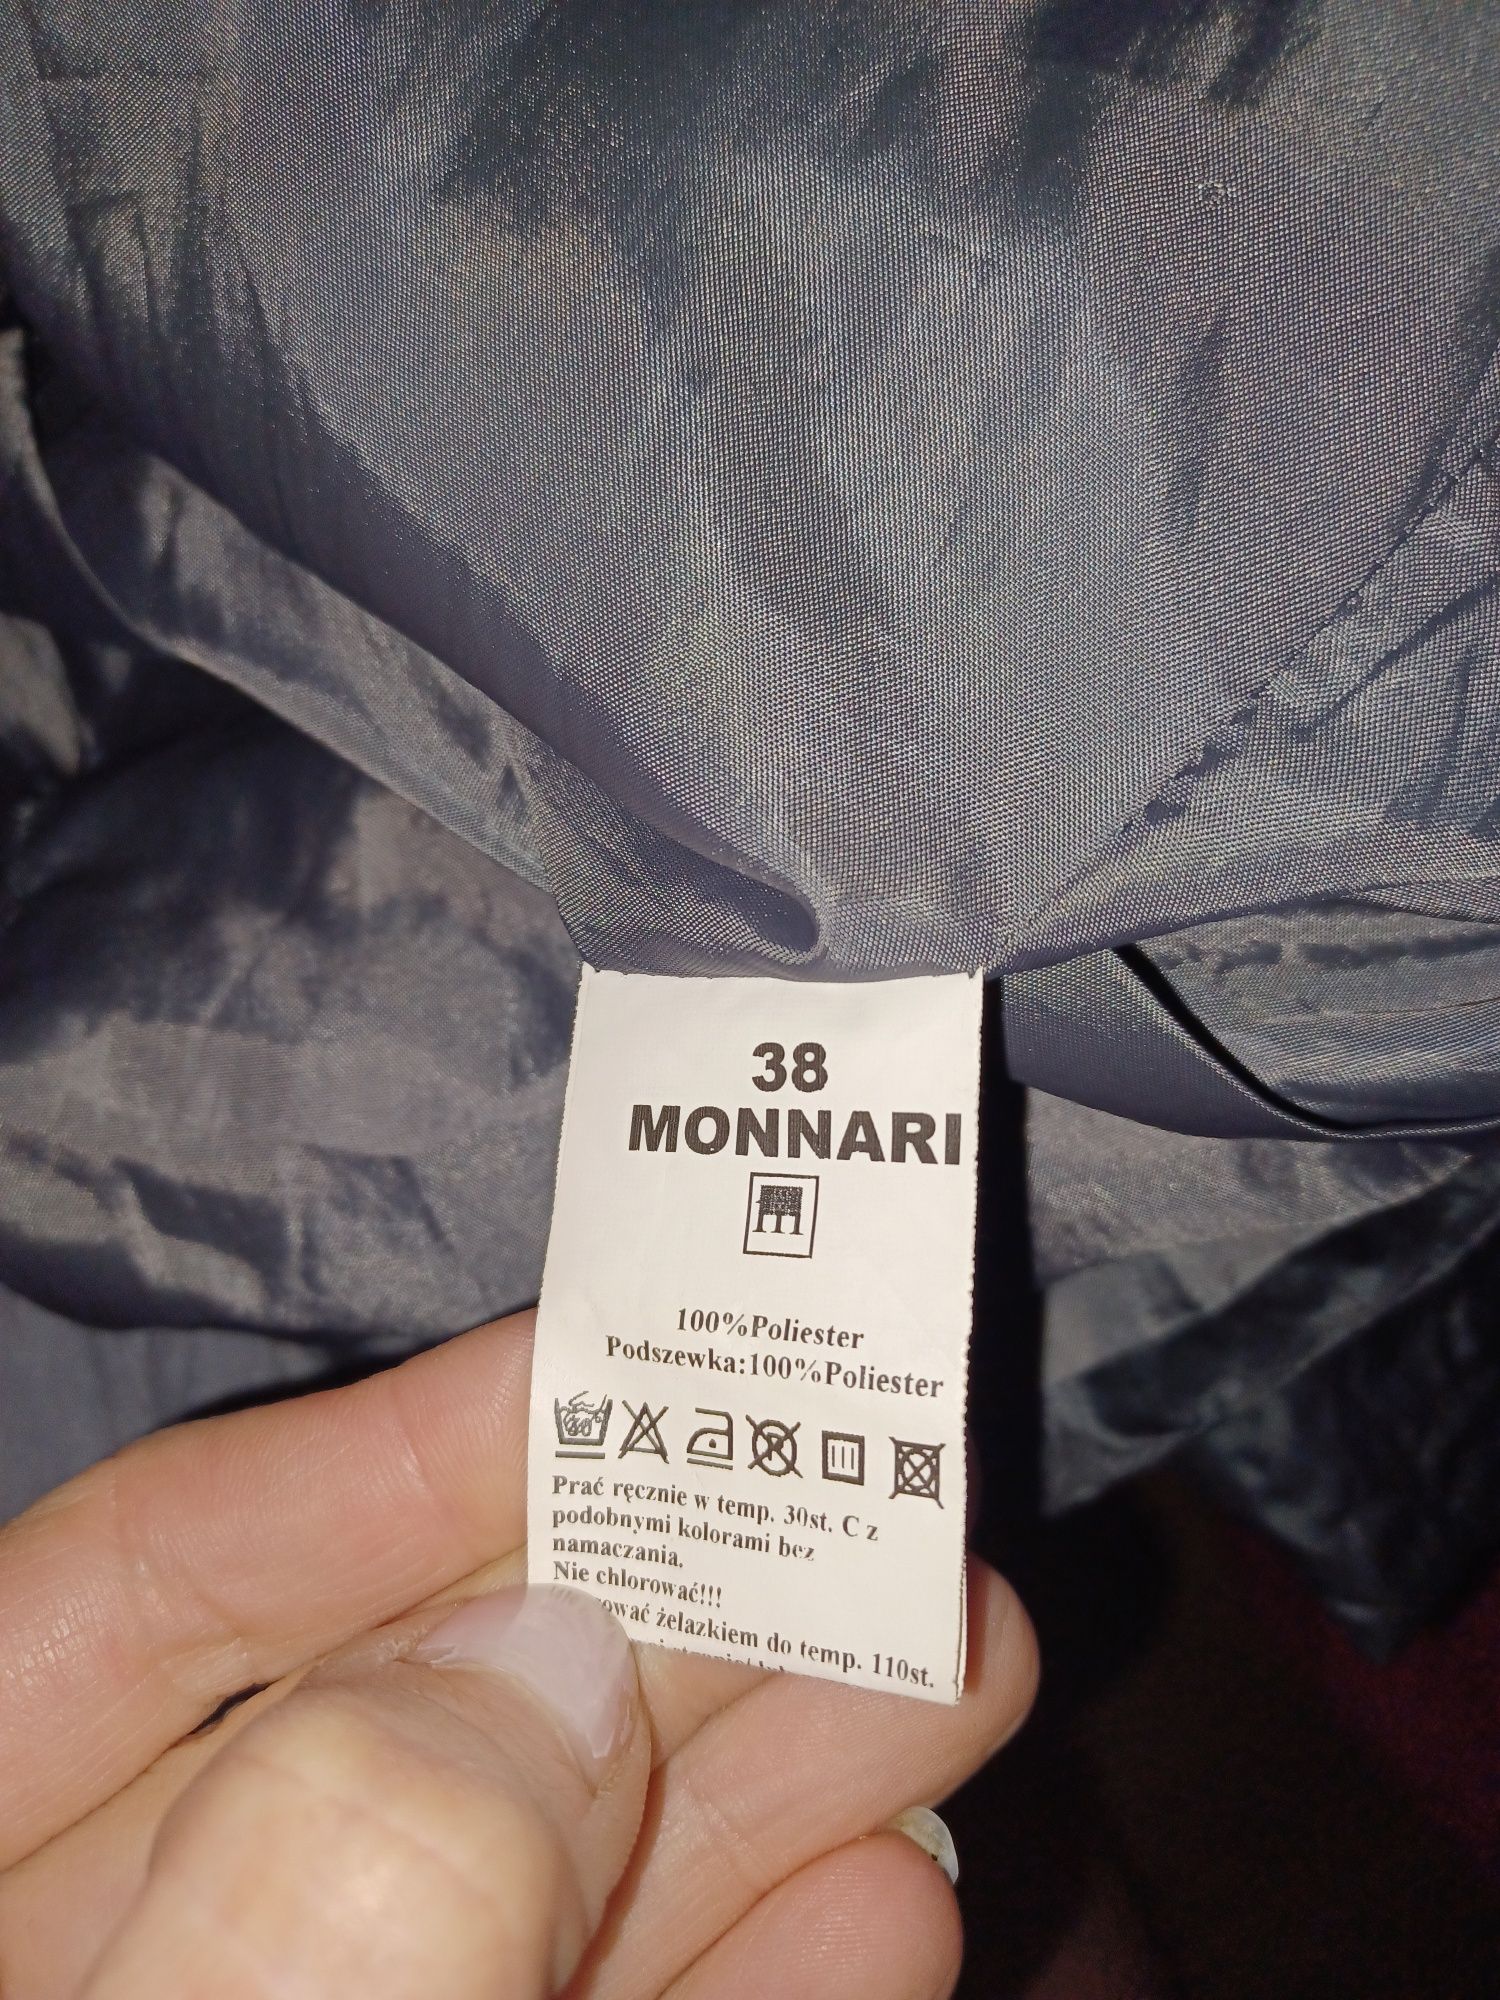 38
MONNARI
m
100%Poliester
Podszewka:100%Poliester
30 R
Prać ręcznie w temp. 30st. C z
podobnymi kolorami bez
namaczania.
Nie chlorować!!!
żelazkiem do temp. 110st.